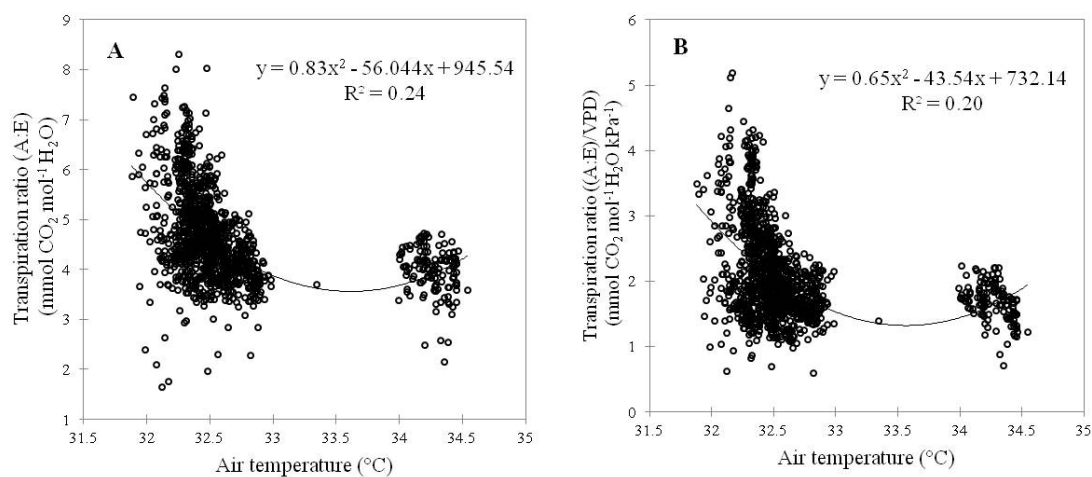 A
y = 0.83x² - 56.044x + 945.54
R² = 0.24
Transpiration ratio (A:E)
(mmol CO₂ mol⁻¹ H₂O)
9
8
7
6
5
4
3
2
1
31.5 32 32.5 33 33.5 34 34.5 35
Air temperature (°C)
B
y = 0.65x² - 43.54x + 732.14
R² = 0.20
Transpiration ratio ((A:E)/VPD)
(mmol CO₂ mol⁻¹ H₂O kPa⁻¹)
6
5
4
3
2
1
0
31.5 32 32.5 33 33.5 34 34.5 35
Air temperature (°C)